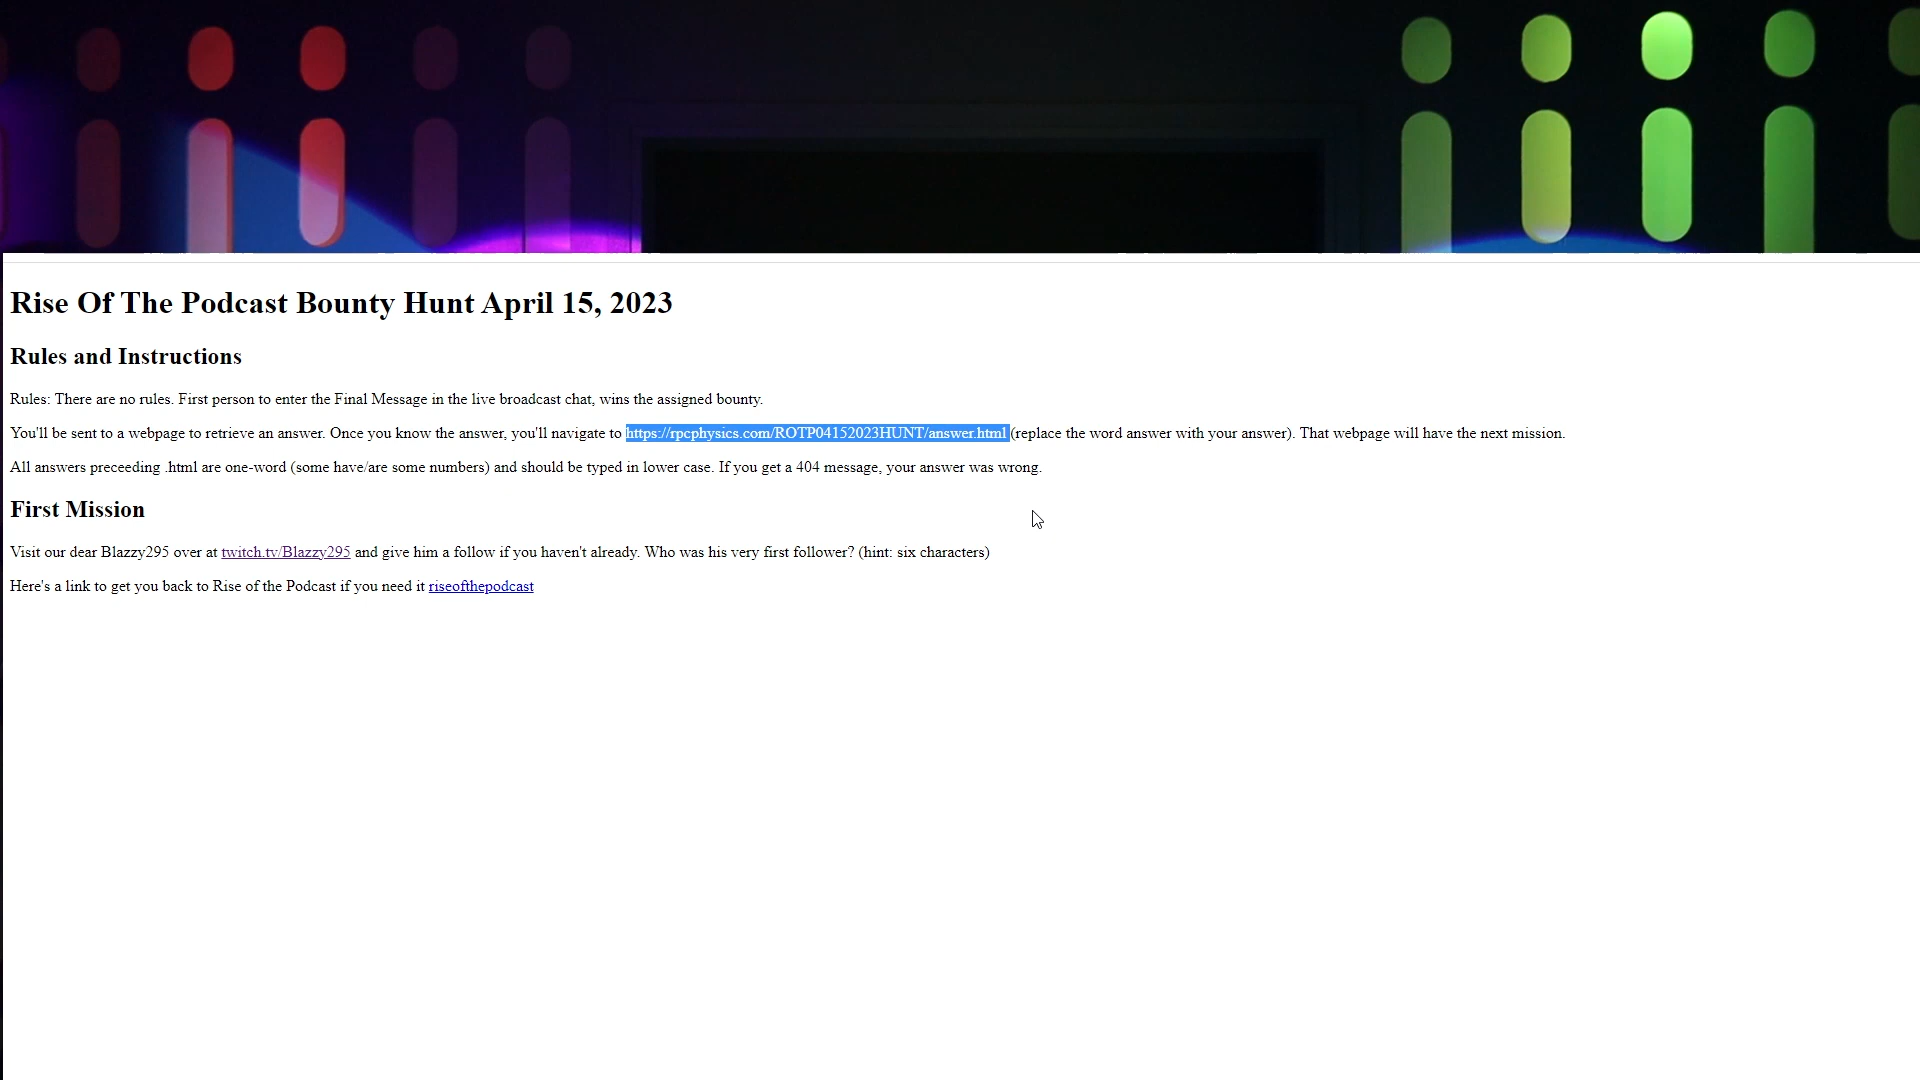 Rise Of The Podcast Bounty Hunt April 15, 2023
Rules and Instructions
Rules: There are no rules. First person to enter the Final Message in the live broadcast chat, wins the assigned bounty.
You'll be sent to a webpage to retrieve an answer. Once you know the answer, you'll navigate to https://rpcphysics.com/ROTP04152023HUNT/answer.html (replace the word answer with your answer). That webpage will have the next mission.
All answers preceeding .html are one-word (some have/are some numbers) and should be typed in lower case. If you get a 404 message, your answer was wrong.
First Mission
Visit our dear Blazzy295 over at twitch.tv/Blazzy295 and give him a follow if you haven't already. Who was his very first follower? (hint: six characters)
Here's a link to get you back to Rise of the Podcast if you need it riseofthepodcast